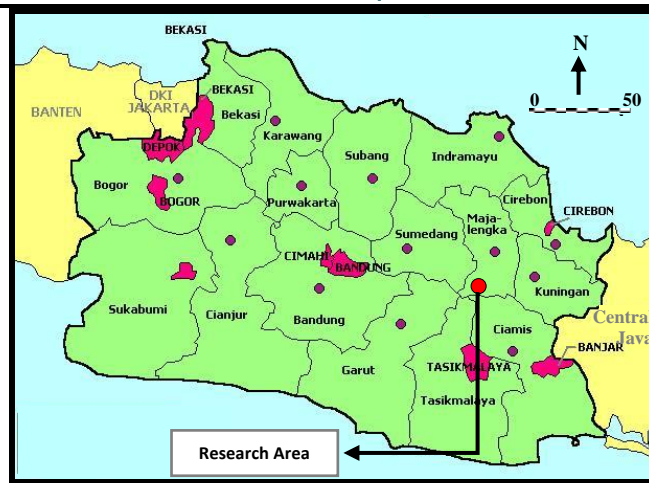 BEKASI
N
0 50
BANTEN
DKI
JAKARTA
BEKASI
Bekasi
Karawang
DEPOK
Subang
Indramayu
Bogor
BOGOR
Purwakarta
Cirebon
CIREBON
Maja-
lengka
Sumedang
CIMAHI
BANDUNG
Kuningan
Sukabumi
Cianjur
Bandung
Ciamis
Central
Java
BANJAR
Garut
TASIKMALAYA
Tasikmalaya
Research Area